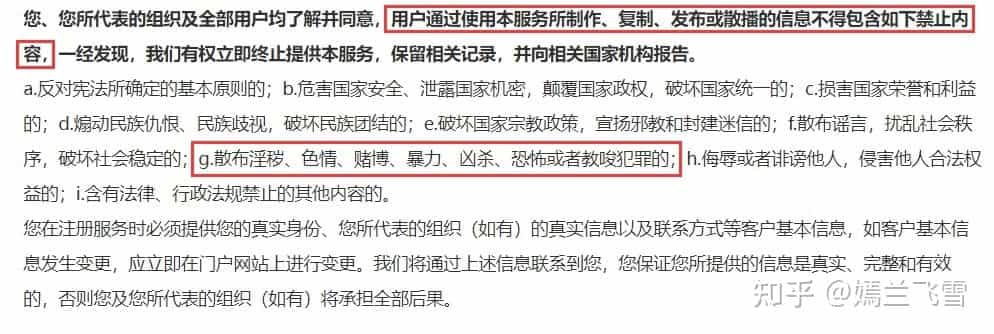 您、您所代表的组织及全部用户均了解并同意，用户通过使用本服务所制作、复制、发布或散播的信息不得包含如下禁止内
容，一经发现，我们有权立即终止提供本服务，保留相关记录，并向相关国家机构报告。
a.反对宪法所确定的基本原则的；b.危害国家安全、泄露国家机密，颠覆国家政权，破坏国家统一的；c.损害国家荣誉和利益
的；d.煽动民族仇恨、民族歧视，破坏民族团结的；e.破坏国家宗教政策，宣扬邪教和封建迷信的；f.散布谣言，扰乱社会秩
序，破坏社会稳定的；g.散布淫秽、色情、赌博、暴力、凶杀、恐怖或者教唆犯罪的；h.侮辱或者诽谤他人，侵害他人合法权
益的；i.含有法律、行政法规禁止的其他内容的。
您在注册服务时必须提供您的真实身份、您所代表的组织（如有）的真实信息以及联系方式等客户基本信息，如客户基本信
息发生变更，应立即在门户网站上进行变更。我们将通过上述信息联系到您，您保证您所提供的信息是真实、完整和有效
的，否则您及您所代表的组织（如有）将承担全部后果。
知乎 @嫣兰飞雪